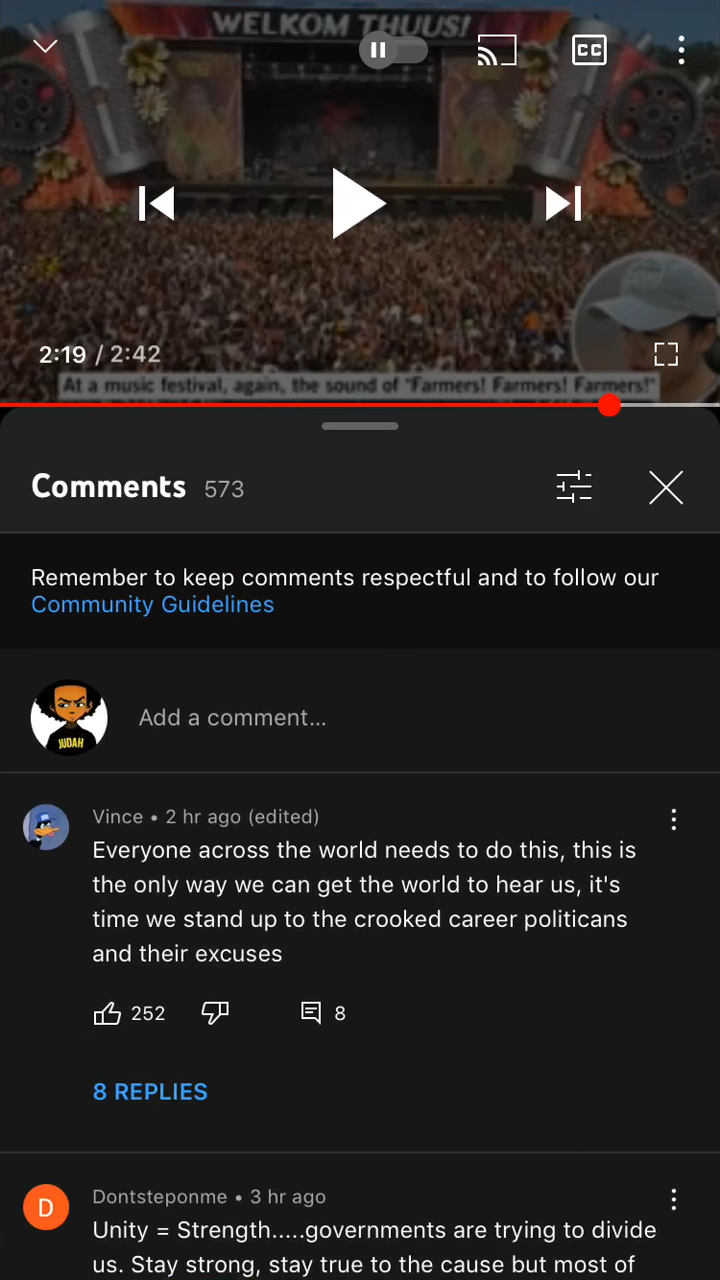 WELKOM THUUS!
CC
2:19 / 2:42
At a music festival, again, the sound of "Farmers! Farmers! Farmers!"
Comments 573
Remember to keep comments respectful and to follow our
Community Guidelines
JUDAH
Add a comment...
Vince • 2 hr ago (edited)
Everyone across the world needs to do this, this is
the only way we can get the world to hear us, it's
time we stand up to the crooked career politicans
and their excuses
252 8
8 REPLIES
D
Dontsteponme • 3 hr ago
Unity = Strength.....governments are trying to divide
us. Stay strong, stay true to the cause but most of